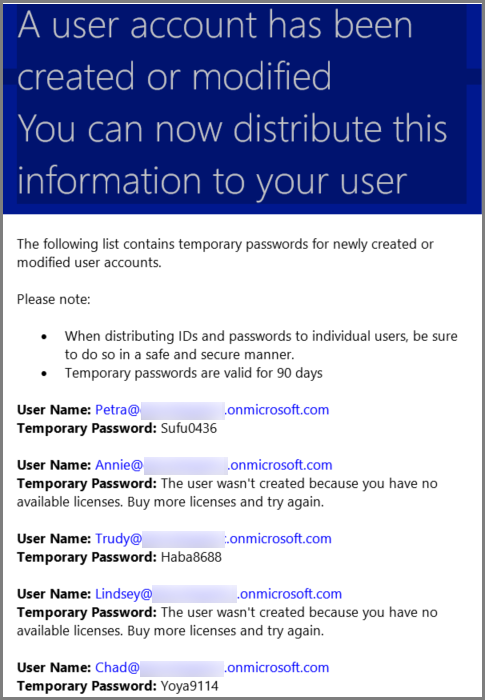 A user account has been
created or modified
You can now distribute this
information to your user
The following list contains temporary passwords for newly created or
modified user accounts.
Please note:
• When distributing IDs and passwords to individual users, be sure
to do so in a safe and secure manner.
• Temporary passwords are valid for 90 days
User Name: Petra@ .onmicrosoft.com
Temporary Password: Sufu0436
User Name: Annie@ .onmicrosoft.com
Temporary Password: The user wasn't created because you have no
available licenses. Buy more licenses and try again.
User Name: Trudy@ .onmicrosoft.com
Temporary Password: Haba8688
User Name: Lindsey@ .onmicrosoft.com
Temporary Password: The user wasn't created because you have no
available licenses. Buy more licenses and try again.
User Name: Chad@ .onmicrosoft.com
Temporary Password: Yoya9114